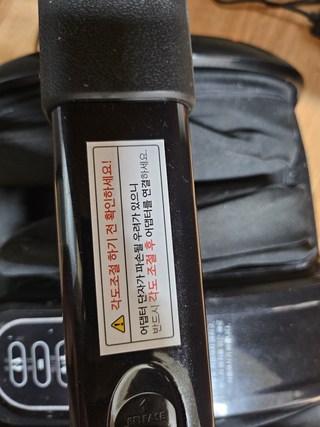 각도조절 하기 전 확인하세요!
어댑터 단자가 파손될 우려가 있으니
반드시 각도 조절 후 어댑터를 연결하세요.